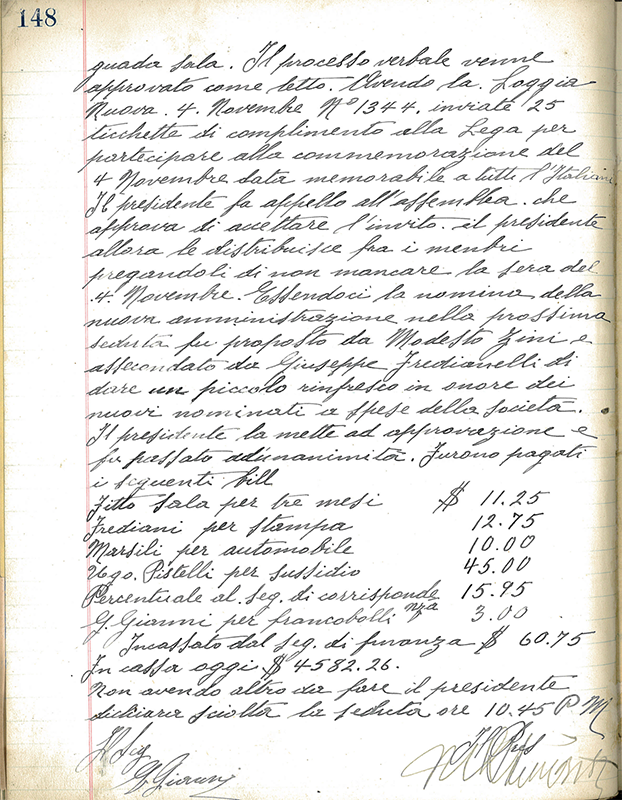 148
guada sala. Il processo verbale venne
approvato come letto. Avendo la Loggia
Nuova. 4. Novembre Nº 1344. inviate 25
ticchette di complimento alla Lega per
partecipare alla commemorazione del
4 Novembre data memorabile a tutti l'Italiani.
Il presidente fa appello all'assemblea. che
approva di accettare l'invito. il presidente
allora le distribuisce fra i menbri
pregandoli di non mancare la sera del
4. Novembre. Essendoci la nomina della
nuova amministrazione nella prossima
seduta fu proposto da Modesto Zini e
assecondato da Giuseppe Fredianelli di
dare un piccolo rinfresco in onore dei
nuovi nominati a spese della società.
Il presidente la mette ad approvazione e
fu passato adunanimità. Furono pagati
i seguenti bill
Fitto sala per tre mesi $ 11.25
Frediani per stampa 12.75
Marsili per automobile 10.00
Ugo. Pistelli per sussidio 45.00
Percentuale al seg. di corrisponde 15.95
nza
G. Gianni per francobolli 3.00
Incassato dal seg. di finanza $ 60.75
In cassa oggi. $ 4582.26.
Non avendo altro da fare il presidente
dichiara sciolta la seduta ore 10.45 P M
Il Seg Il Pres
G. Gianni